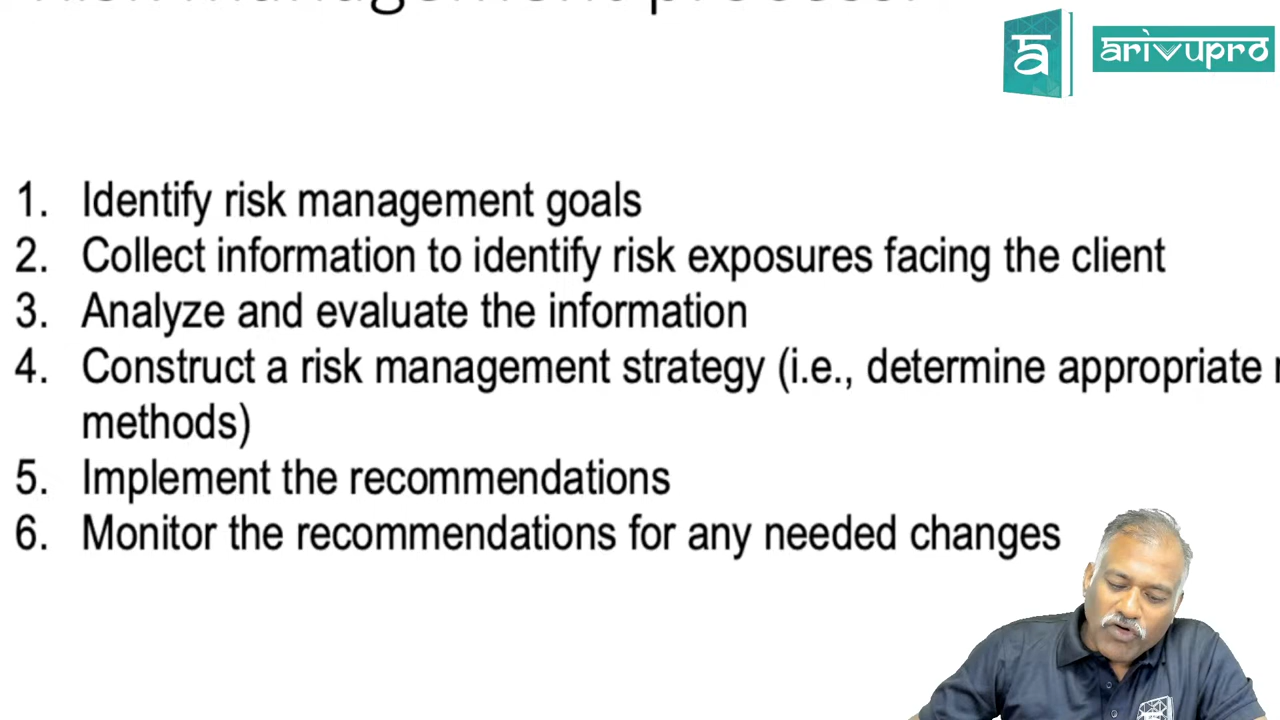 arivupro
1. Identify risk management goals
2. Collect information to identify risk exposures facing the client
3. Analyze and evaluate the information
4. Construct a risk management strategy (i.e., determine appropriate
methods)
5. Implement the recommendations
6. Monitor the recommendations for any needed changes